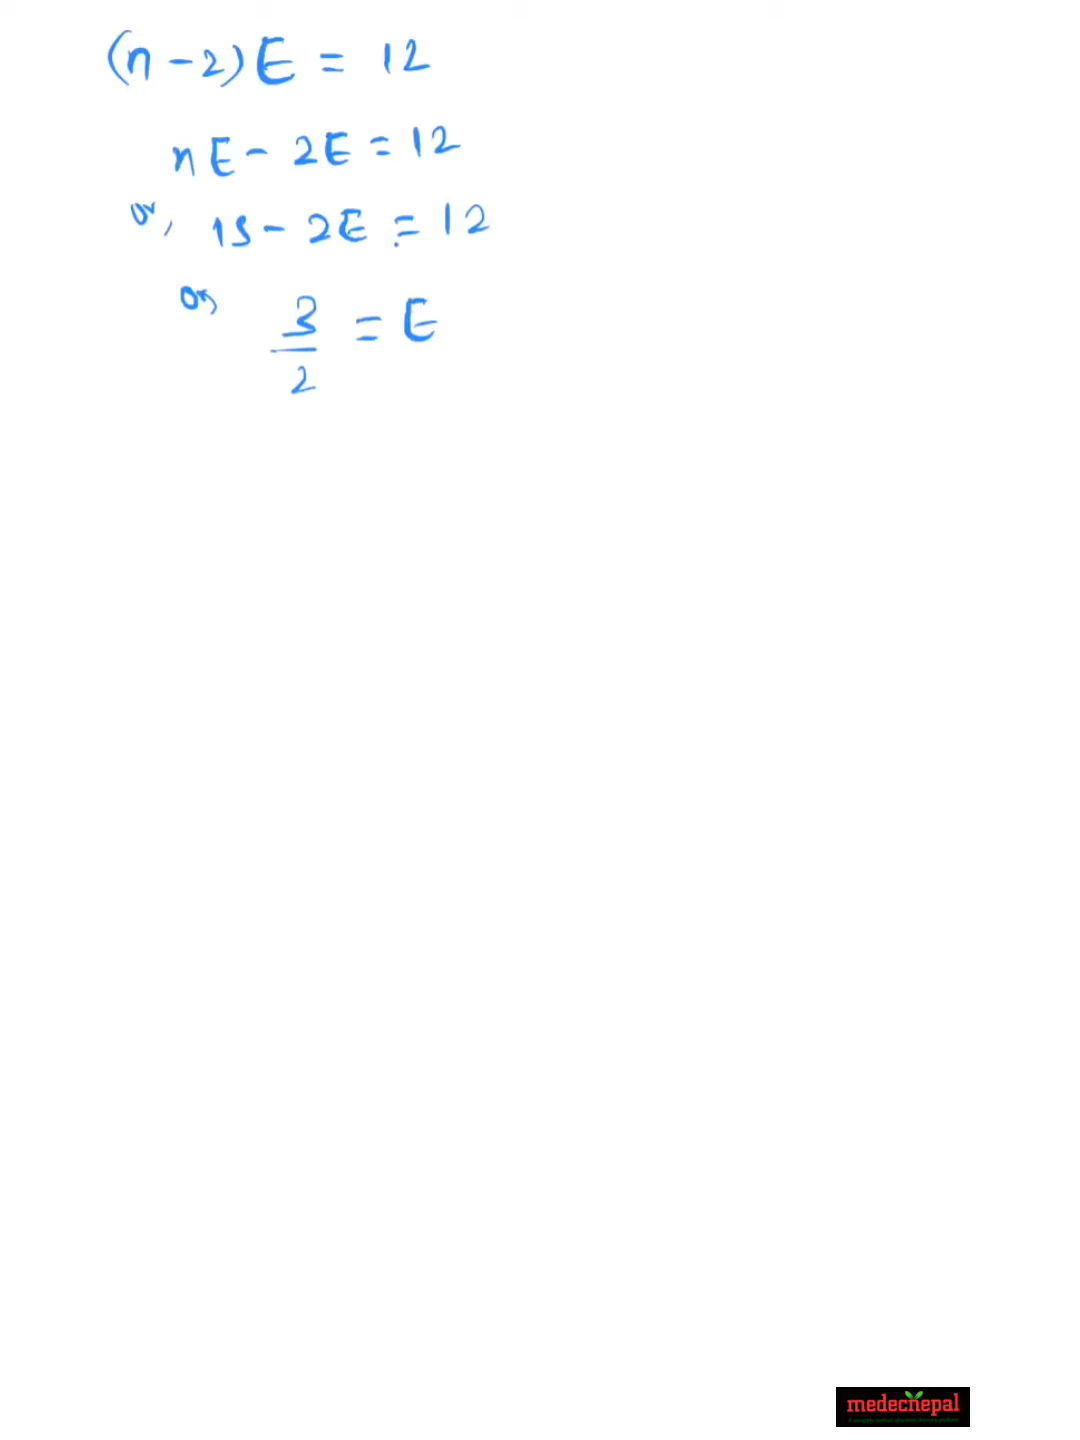 (n - 2) E = 12
nE - 2E = 12
or, 15 - 2E = 12
or, 3/2 = E
medecnepal